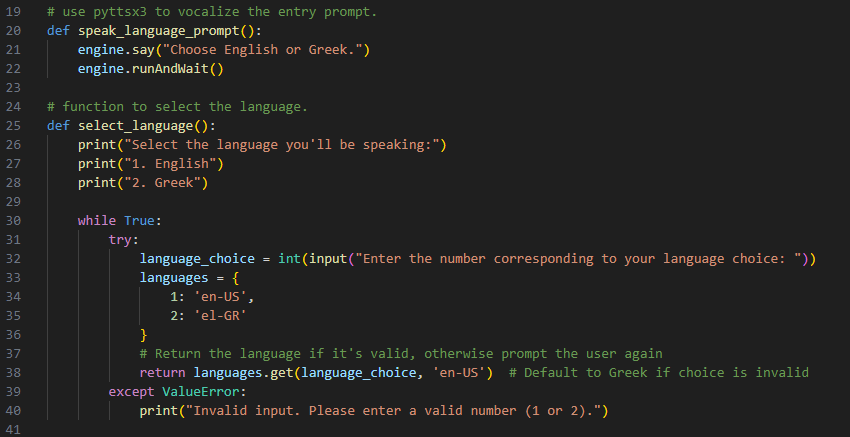 19 # use pyttsx3 to vocalize the entry prompt.
20 def speak_language_prompt():
21     engine.say("Choose English or Greek.")
22     engine.runAndWait()
23
24 # function to select the language.
25 def select_language():
26     print("Select the language you'll be speaking:")
27     print("1. English")
28     print("2. Greek")
29
30     while True:
31         try:
32             language_choice = int(input("Enter the number corresponding to your language choice: "))
33             languages = {
34                 1: 'en-US',
35                 2: 'el-GR'
36             }
37             # Return the language if it's valid, otherwise prompt the user again
38             return languages.get(language_choice, 'en-US')  # Default to Greek if choice is invalid
39         except ValueError:
40             print("Invalid input. Please enter a valid number (1 or 2).")
41